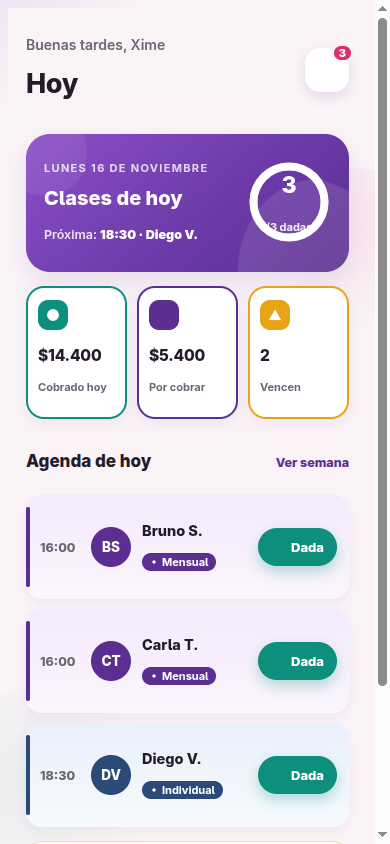 Buenas tardes, Xime
Hoy
3
LUNES 16 DE NOVIEMBRE
Clases de hoy
Próxima: 18:30 · Diego V.
3
/3 dadas
$14.400
Cobrado hoy
$5.400
Por cobrar
2
Vencen
Agenda de hoy
Ver semana
16:00
BS
Bruno S.
• Mensual
Dada
16:00
CT
Carla T.
• Mensual
Dada
18:30
DV
Diego V.
• Individual
Dada